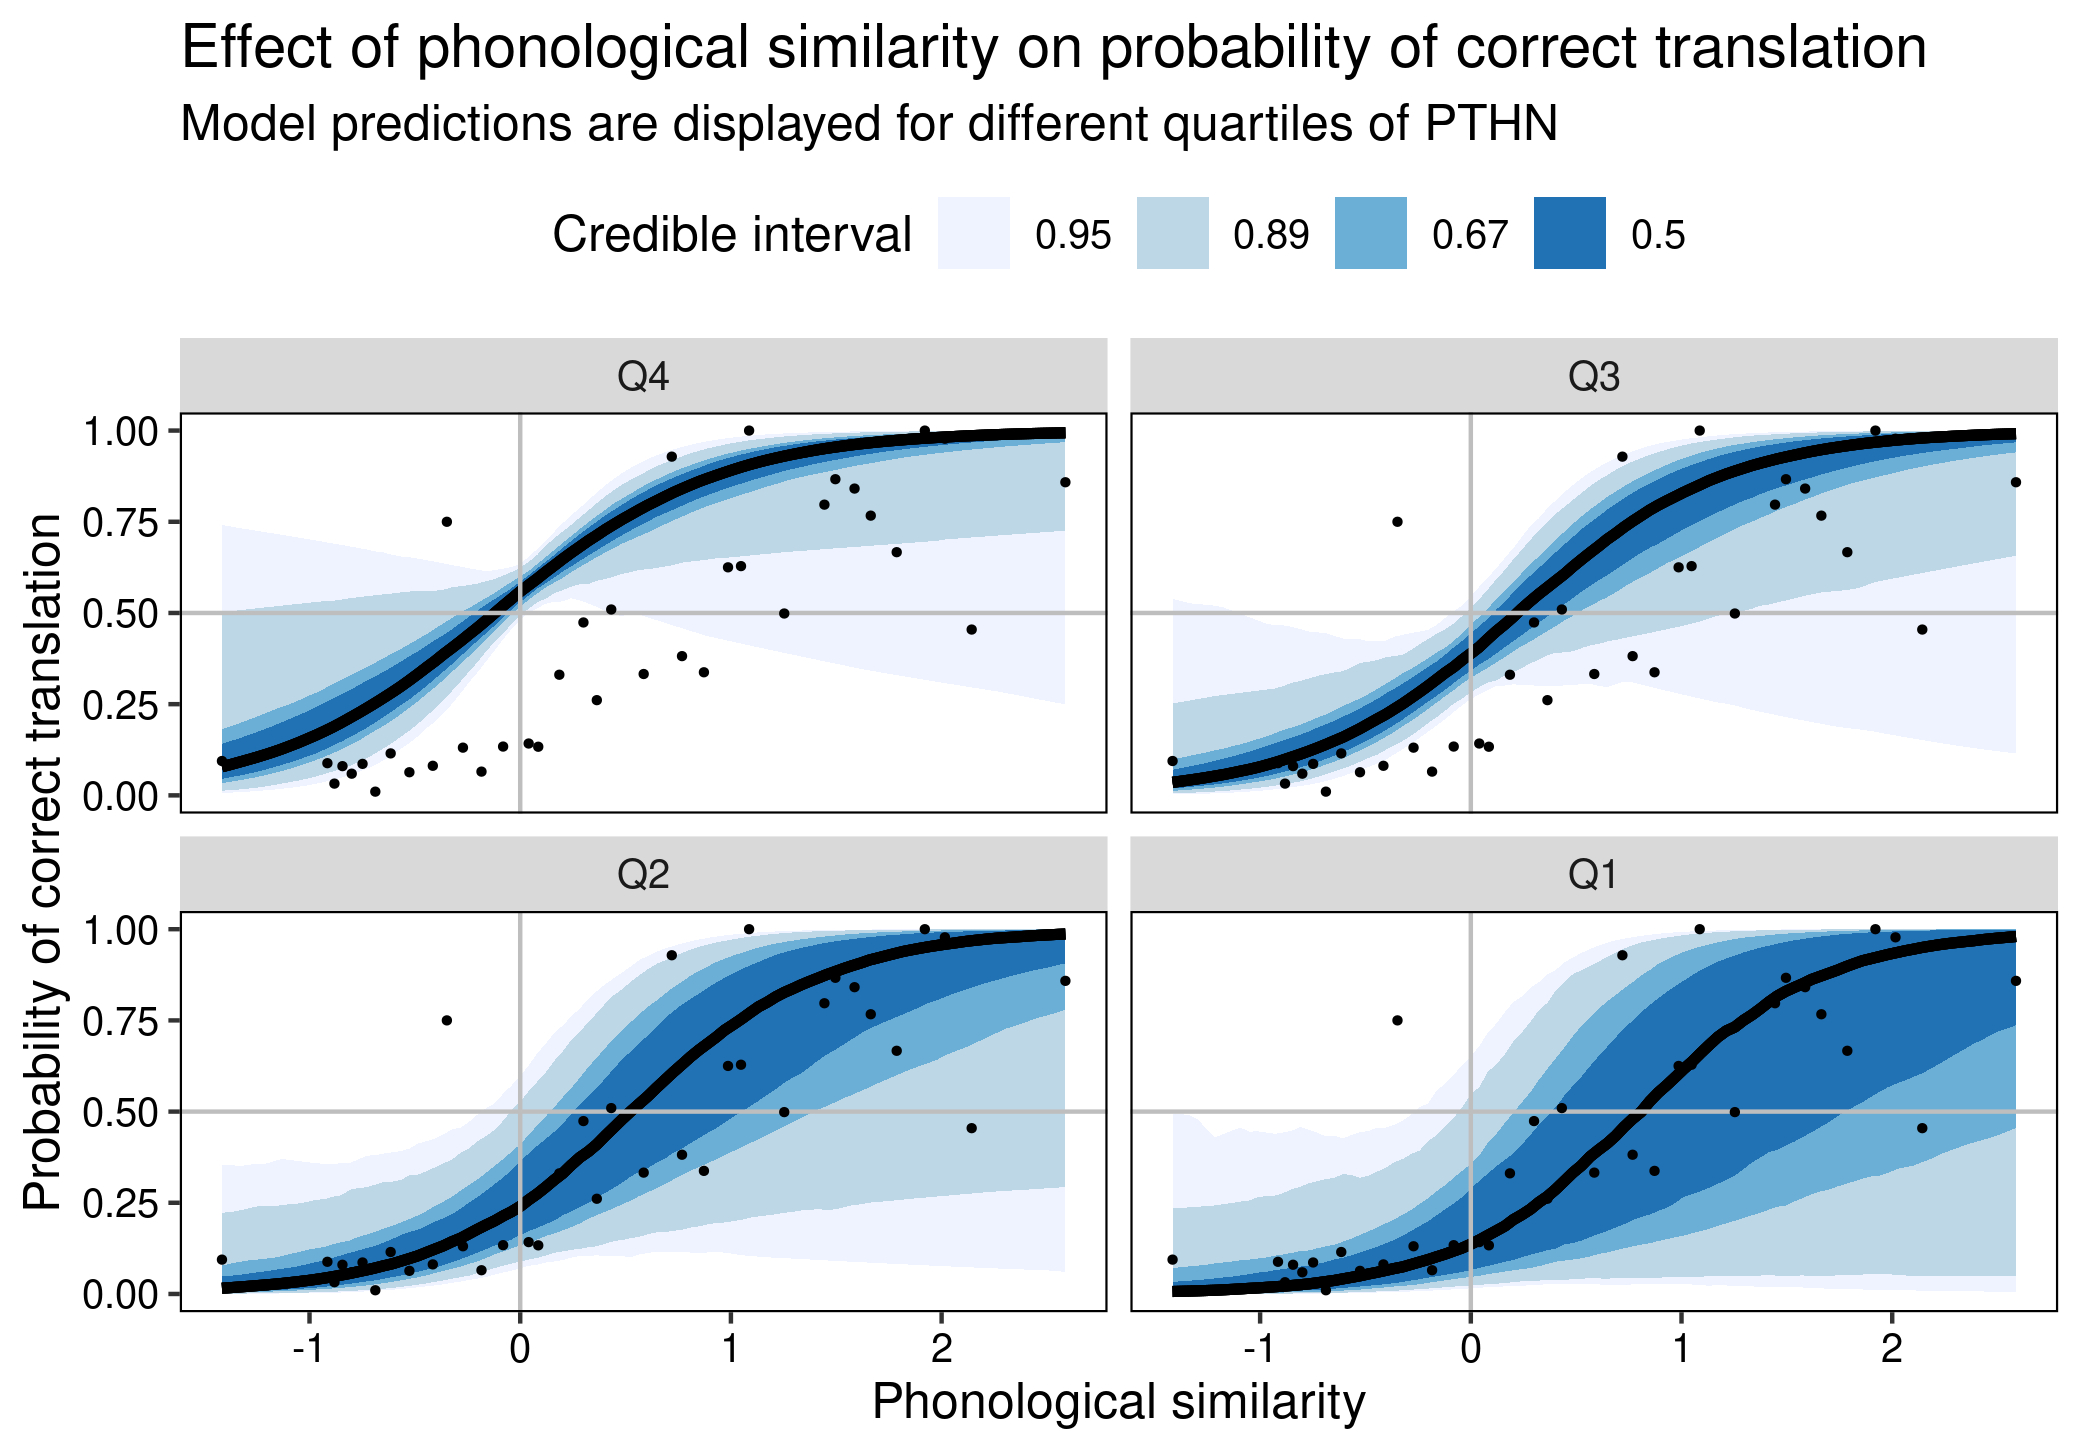 Effect of phonological similarity on probability of correct translation
Model predictions are displayed for different quartiles of PTHN
Credible interval 0.95 0.89 0.67 0.5
Q4 Q3
1.00
0.75
0.50
0.25
0.00
Probability of correct translation
Q2 Q1
1.00
0.75
0.50
0.25
0.00
-1 0 1 2 -1 0 1 2
Phonological similarity